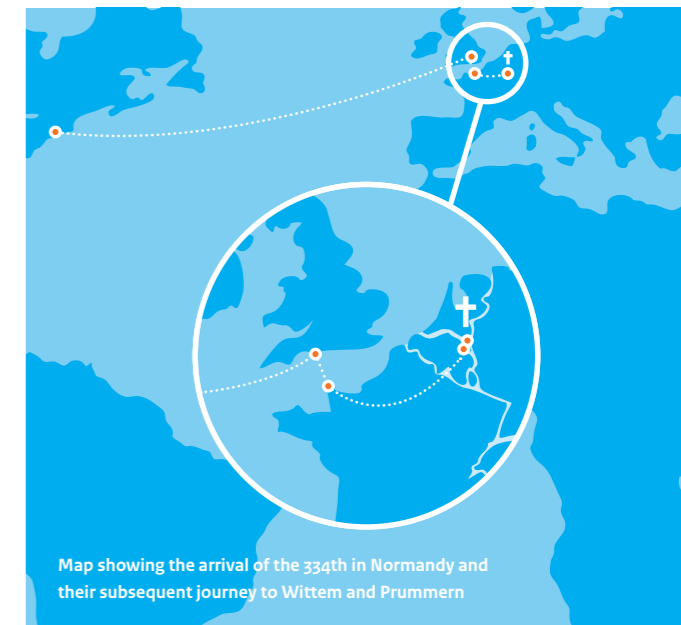 Map showing the arrival of the 334th in Normandy and
their subsequent journey to Wittem and Prummern